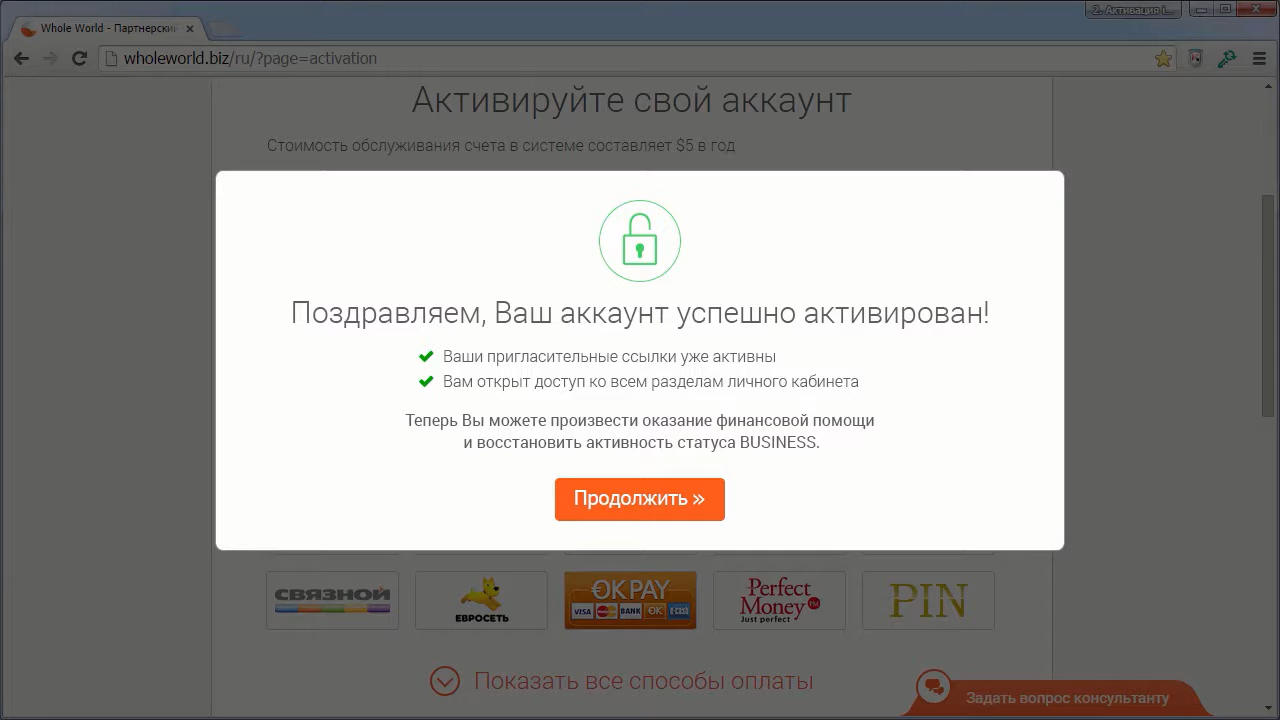 2. Активация
Whole World - Партнерский
wholeworld.biz/ru/?page=activation
Активируйте свой аккаунт
Стоимость обслуживания счета в системе составляет $5 в год
Поздравляем, Ваш аккаунт успешно активирован!
Ваши пригласительные ссылки уже активны
Вам открыт доступ ко всем разделам личного кабинета
Теперь Вы можете произвести оказание финансовой помощи
и восстановить активность статуса BUSINESS.
Продолжить »
СВЯЗНОЙ
ЕВРОСЕТЬ
OKPAY
VISA BANK OK
Perfect
Money PM
Just perfect
PIN
Показать все способы оплаты
Задать вопрос консультанту